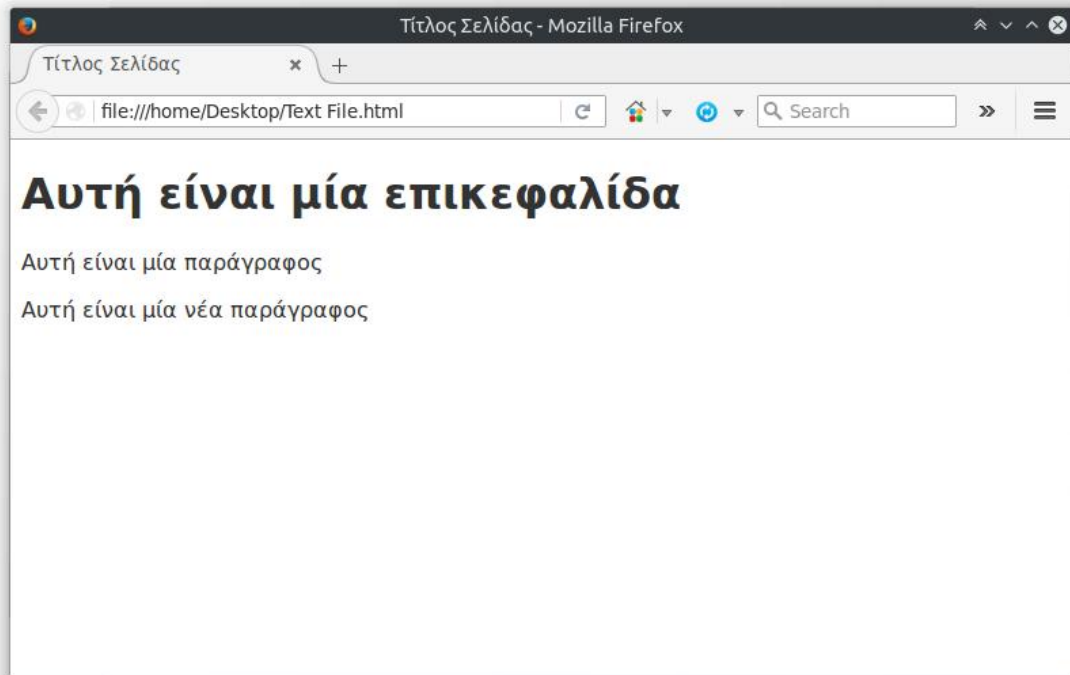 Τίτλος Σελίδας - Mozilla Firefox
Τίτλος Σελίδας
file:///home/Desktop/Text File.html
Search
Αυτή είναι μία επικεφαλίδα
Αυτή είναι μία παράγραφος
Αυτή είναι μία νέα παράγραφος